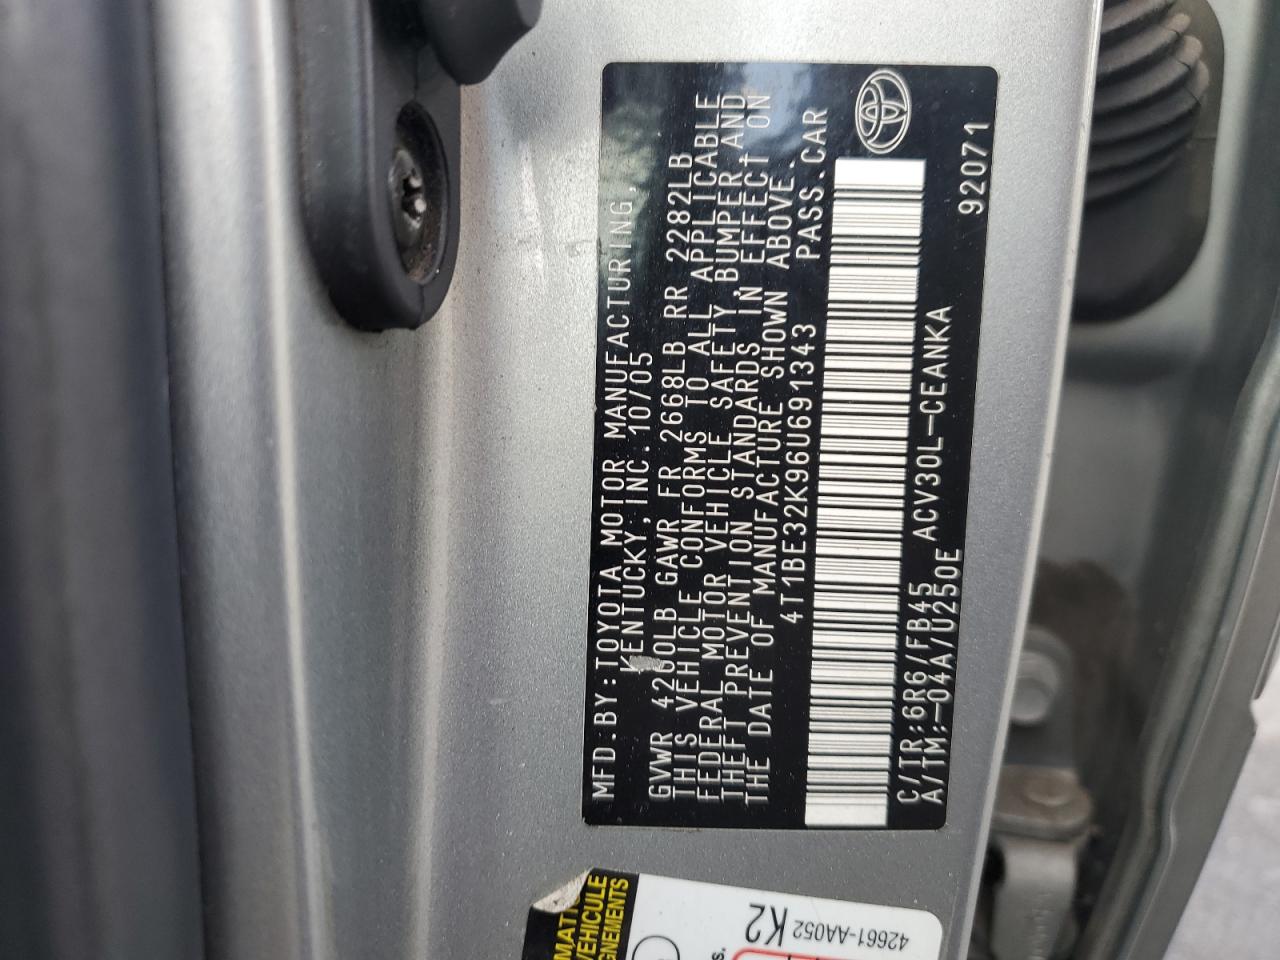 MFD.BY:TOYOTA MOTOR MANUFACTURING,
KENTUCKY,INC.10/05
GVWR 4200LB GAWR FR 2668LB RR 2282LB
THIS VEHICLE CONFORMS TO ALL APPLICABLE
FEDERAL MOTOR VEHICLE SAFETY,BUMPER,AND
THEFT PREVENTION STANDARDS IN EFFECT ON
THE DATE OF MANUFACTURE SHOWN ABOVE.
4T1BE32K96U691343 PASS.CAR
C/TR:6R6/FB45 ACV30L-CEANKA 92071
A/TM:-04A/U250E
VEHICULE
K2
42661-AA052